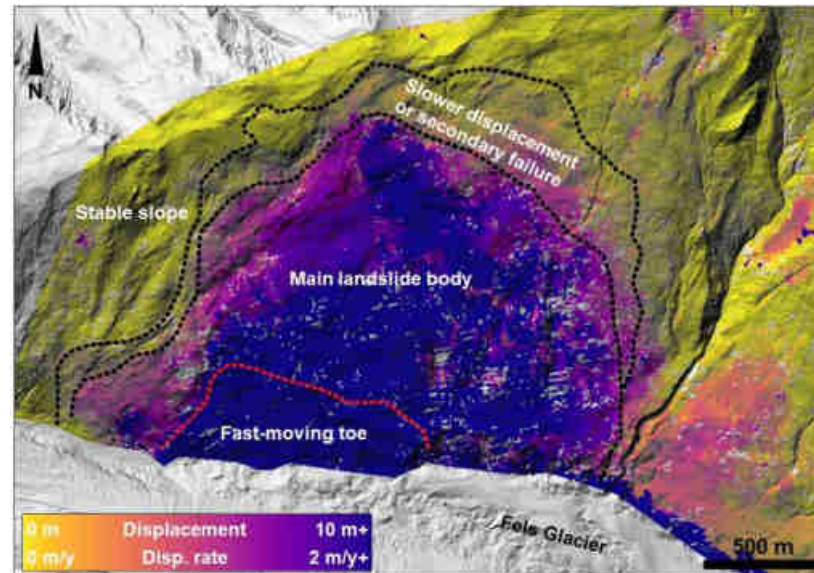 N
Slower displacement
or secondary failure
Stable slope
Main landslide body
Fast-moving toe
Fels Glacier
0 m Displacement 10 m+
0 m/y Disp. rate 2 m/y+
500 m